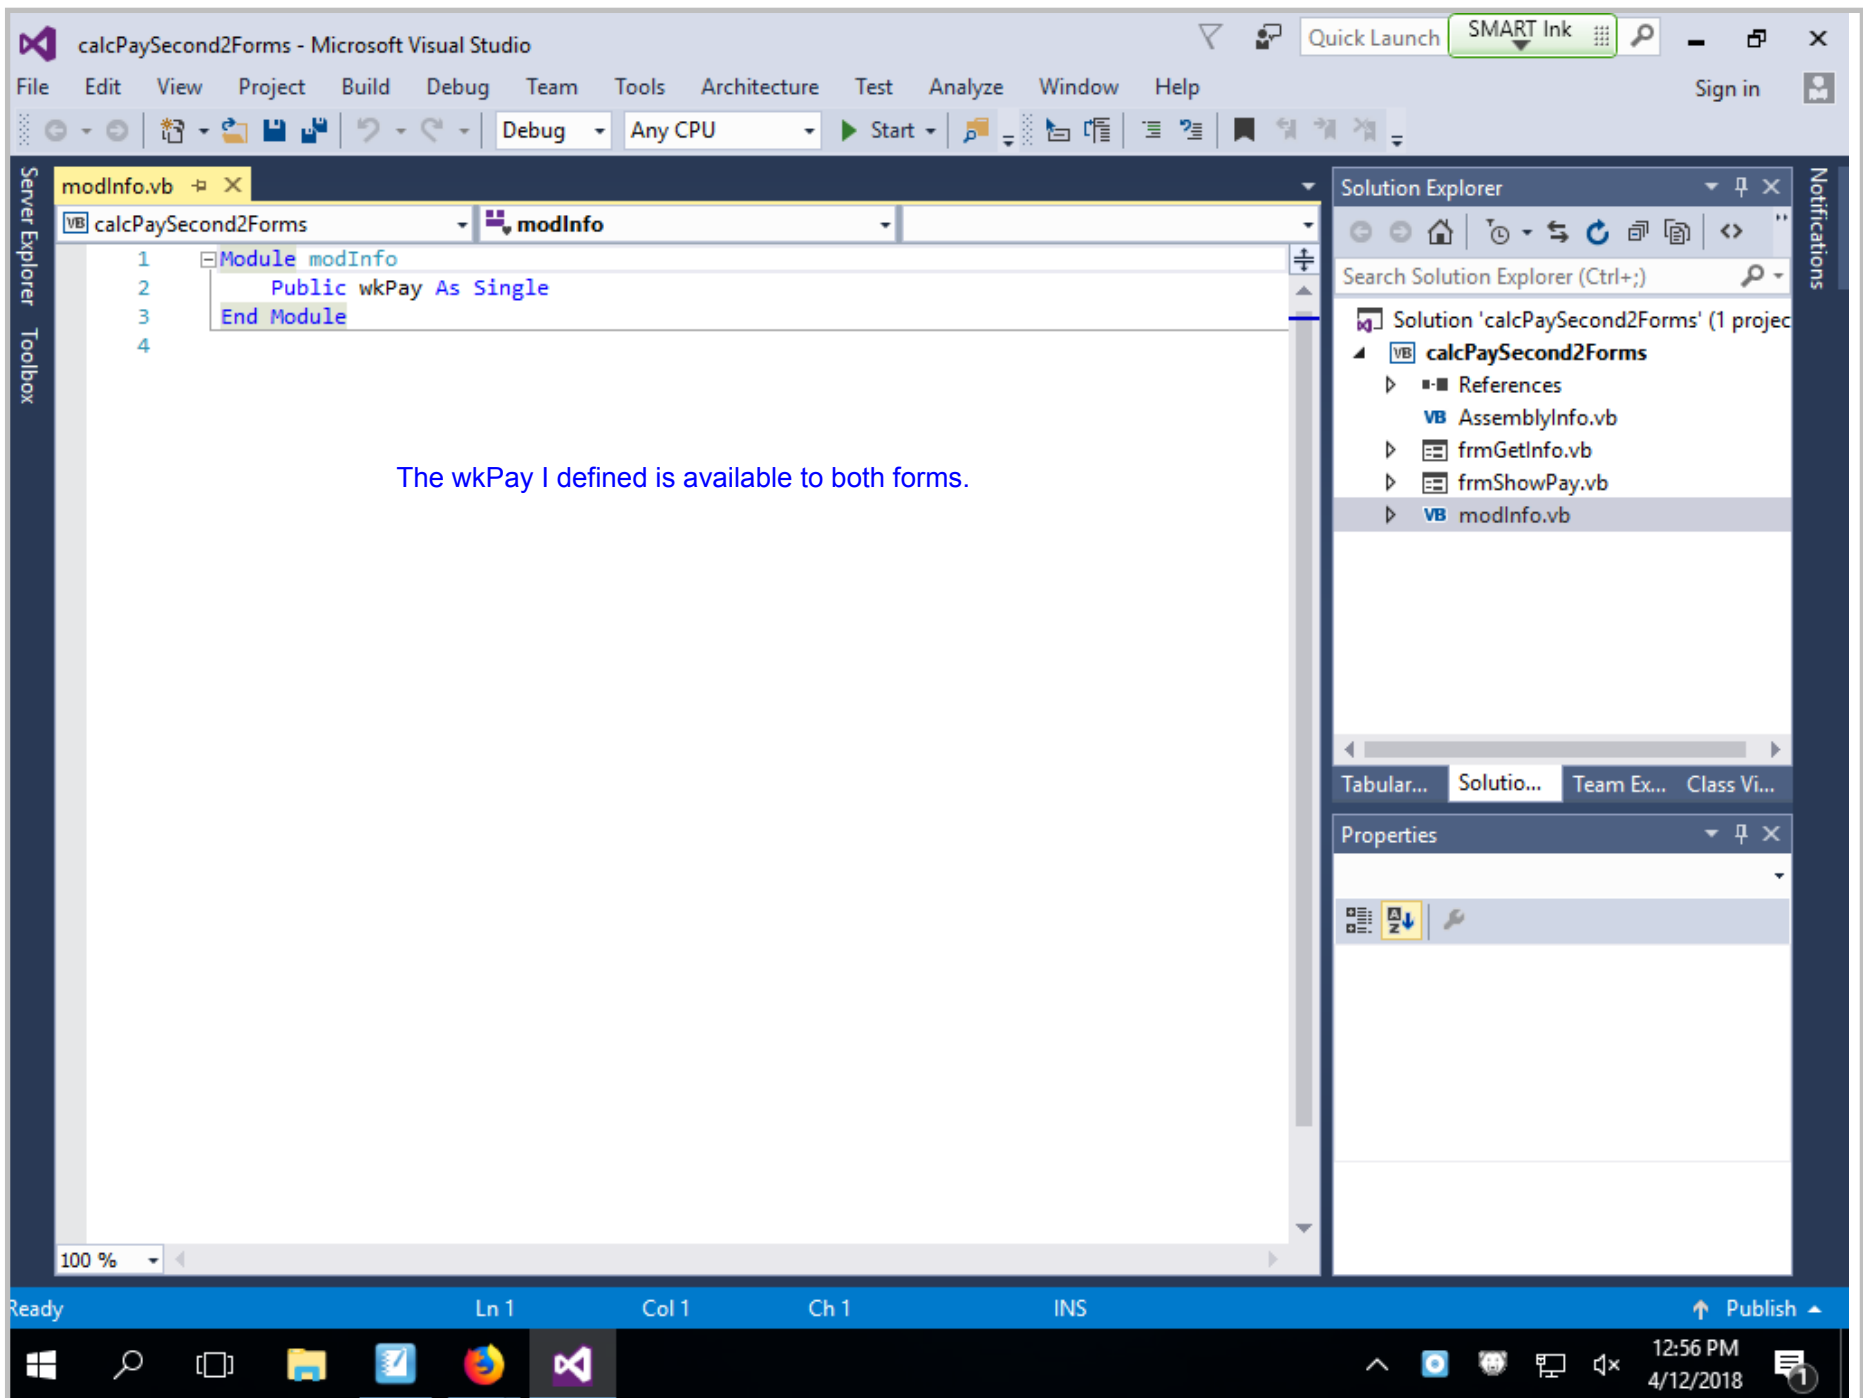 calcPaySecond2Forms - Microsoft Visual Studio
Quick Launch
SMART Ink
File Edit View Project Build Debug Team Tools Architecture Test Analyze Window Help
Sign in
Debug Any CPU Start
Server Explorer
Toolbox
modInfo.vb
calcPaySecond2Forms modInfo
1 Module modInfo
2 Public wkPay As Single
3 End Module
4
The wkPay I defined is available to both forms.
100 %
Solution Explorer
Search Solution Explorer (Ctrl+;)
Solution 'calcPaySecond2Forms' (1 projec
VB calcPaySecond2Forms
References
VB AssemblyInfo.vb
frmGetInfo.vb
frmShowPay.vb
VB modInfo.vb
Tabular... Solutio... Team Ex... Class Vi...
Properties
Notifications
Ready Ln 1 Col 1 Ch 1 INS Publish
12:56 PM
4/12/2018
1